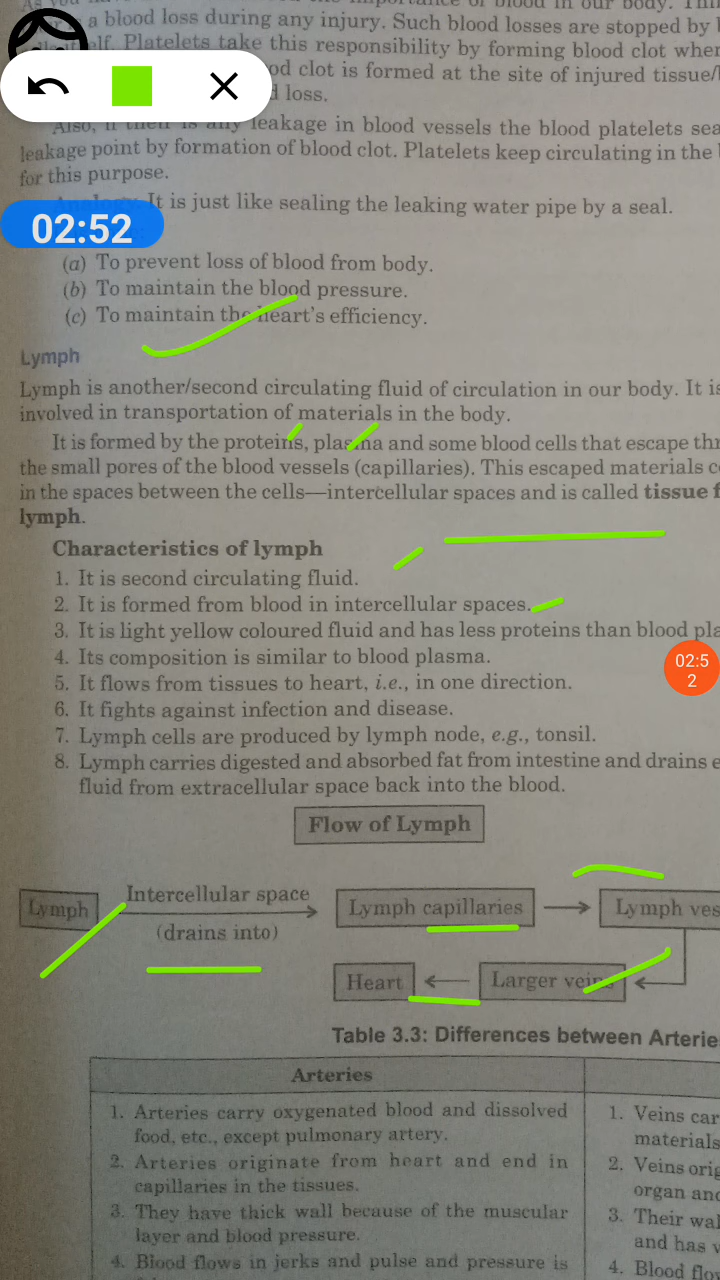 a blood loss during any injury. Such blood losses are stopped by
Platelets take this responsibility by forming blood clot
clot is formed at the site of injured
loss.
Also, if there is any leakage in blood vessels the blood platelets
leakage point by formation of blood clot. Platelets keep circulating in the
for this purpose.
It is just like sealing the leaking water pipe by a seal.
02:52
(a) To prevent loss of blood from body.
(b) To maintain the blood pressure.
(c) To maintain the heart's efficiency.
Lymph
Lymph is another/second circulating fluid of circulation in our body. It is
involved in transportation of materials in the body.
It is formed by the proteins, plasma and some blood cells that escape
the small pores of the blood vessels (capillaries). This escaped materials
in the spaces between the cells—intercellular spaces and is called tissue
lymph.
Characteristics of lymph
1. It is second circulating fluid.
2. It is formed from blood in intercellular spaces.
3. It is light yellow coloured fluid and has less proteins than blood
4. Its composition is similar to blood plasma.
02:5
2
5. It flows from tissues to heart, i.e., in one direction.
6. It fights against infection and disease.
7. Lymph cells are produced by lymph node, e.g., tonsil.
8. Lymph carries digested and absorbed fat from intestine and drains
fluid from extracellular space back into the blood.
Flow of Lymph
Lymph Intercellular space Lymph capillaries Lymph ves
(drains into)
Heart Larger veins
Table 3.3: Differences between Arterie
Arteries
1. Arteries carry oxygenated blood and dissolved
food, etc., except pulmonary artery.
2. Arteries originate from heart and end in
capillaries in the tissues.
3. They have thick wall because of the muscular
layer and blood pressure.
4. Blood flows in jerks and pulse and pressure is
1. Veins car
materials
2. Veins orig
organ and
3. Their wal
and has
4. Blood flo